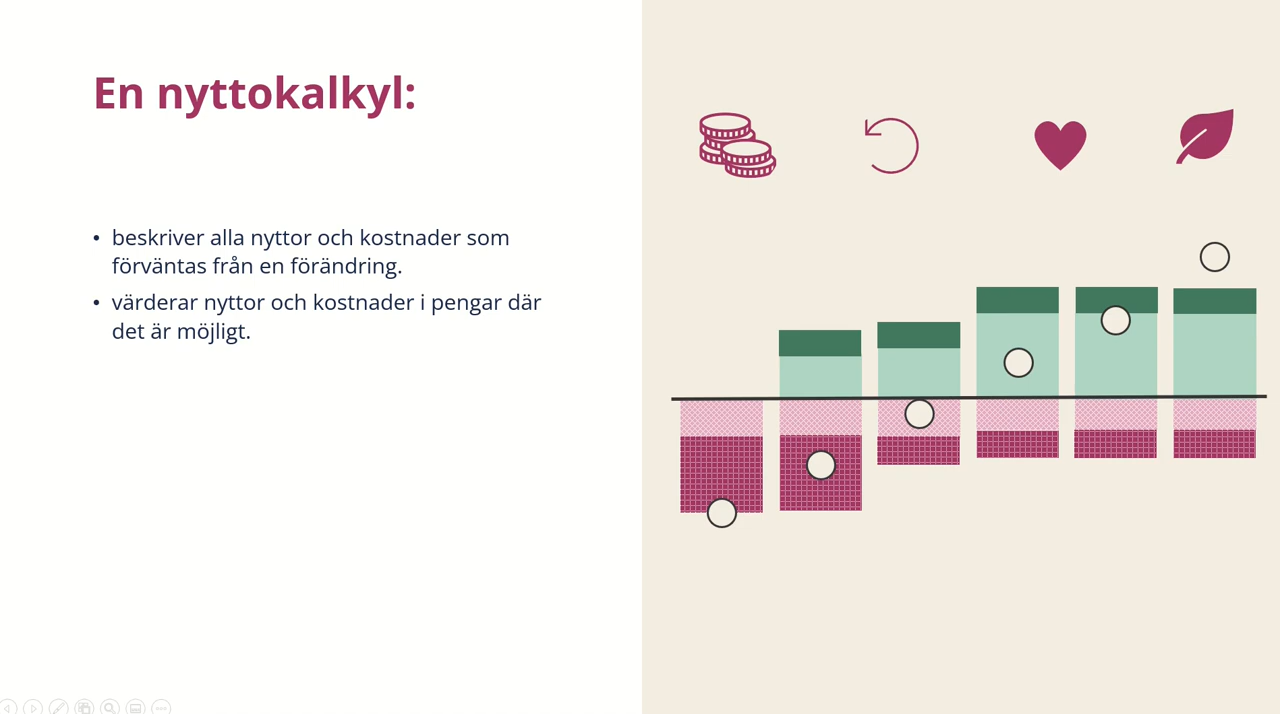 En nyttokalkyl:
• beskriver alla nyttor och kostnader som
förväntas från en förändring.
• värderar nyttor och kostnader i pengar där
det är möjligt.